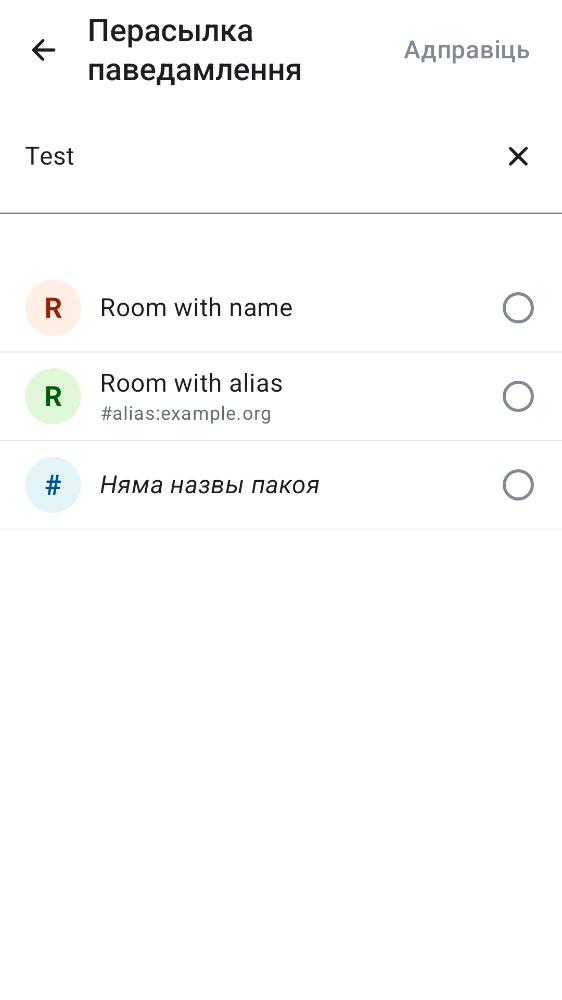 Перасылка
паведамлення
Адправіць
Test
R
Room with name
R
Room with alias
#alias:example.org
#
Няма назвы пакоя